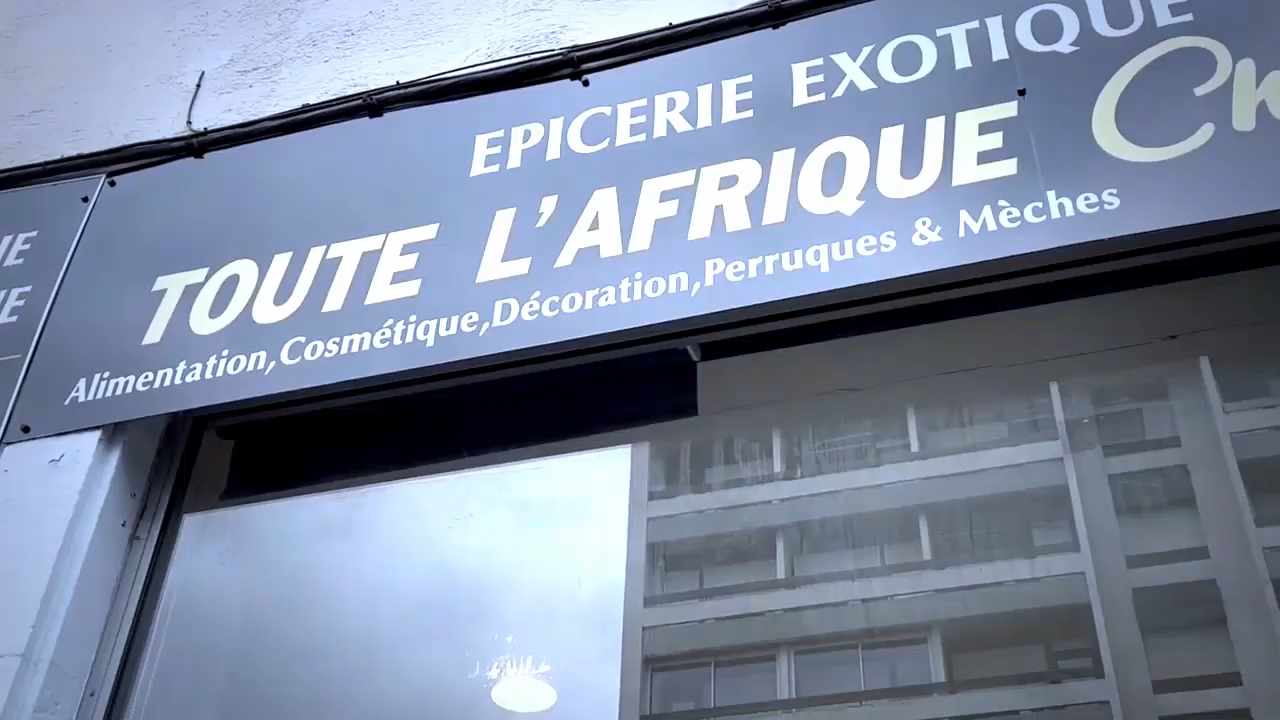 EPICERIE EXOTIQUE
TOUTE L'AFRIQUE
Alimentation,Cosmétique,Décoration,Perruques & Mèches